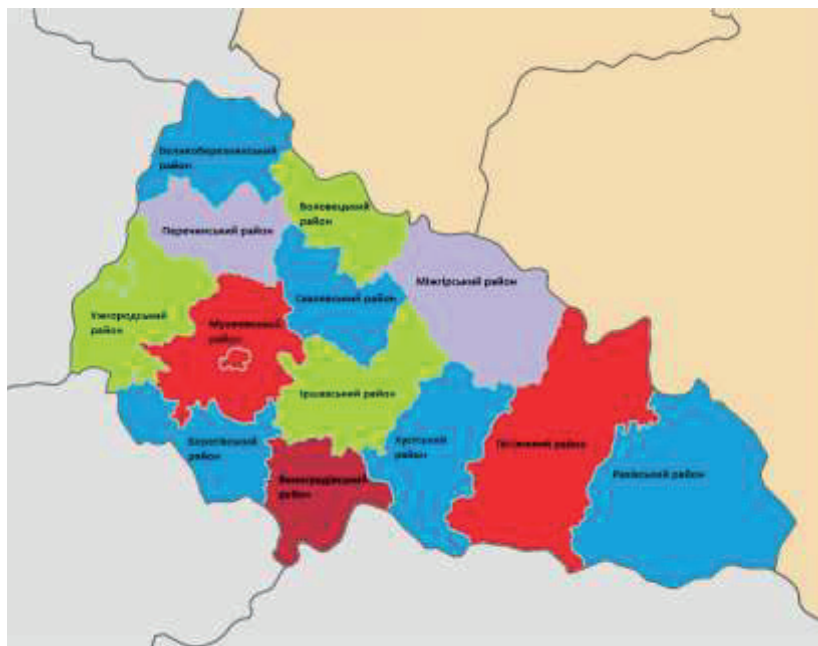 Великоберезнянський
район
Воловецький
район
Перечинський район
Міжгірський район
Свалявський район
Ужгородський
район
Мукачівський
район
Іршавський район
Берегівський
район
Хустський
район
Тячівський район
Рахівський район
Виноградівський
район